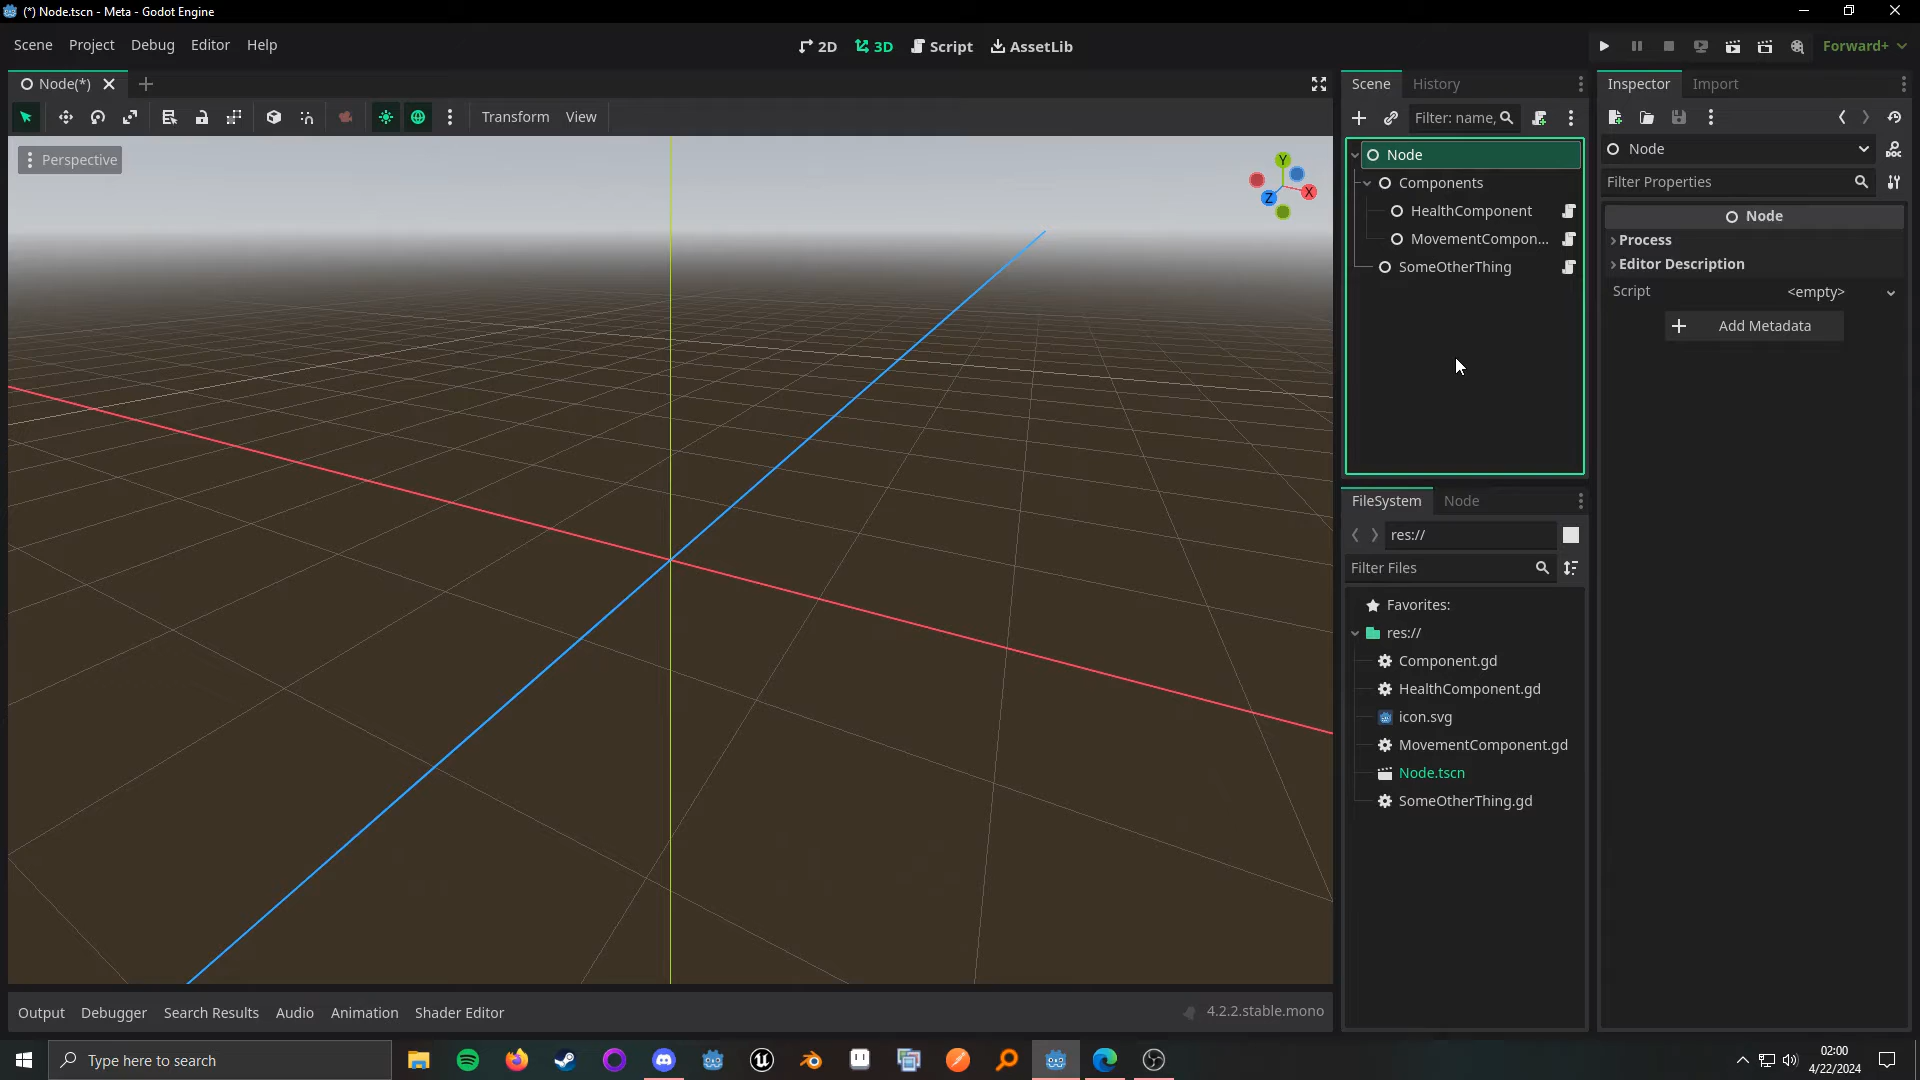 (*) Node.tscn - Meta - Godot Engine
Scene Project Debug Editor Help
2D 3D Script AssetLib
Forward+
Node(*)
Scene History
Inspector Import
Transform View
Filter: name,
Perspective
Y
X
Z
Node
Components
HealthComponent
MovementCompon...
SomeOtherThing
Node
DOC
Filter Properties
Node
Process
Editor Description
Script <empty>
Add Metadata
FileSystem Node
res://
Filter Files
Favorites:
res://
Component.gd
HealthComponent.gd
icon.svg
MovementComponent.gd
Node.tscn
SomeOtherThing.gd
Output Debugger Search Results Audio Animation Shader Editor
4.2.2.stable.mono
Type here to search
02:00
4/22/2024